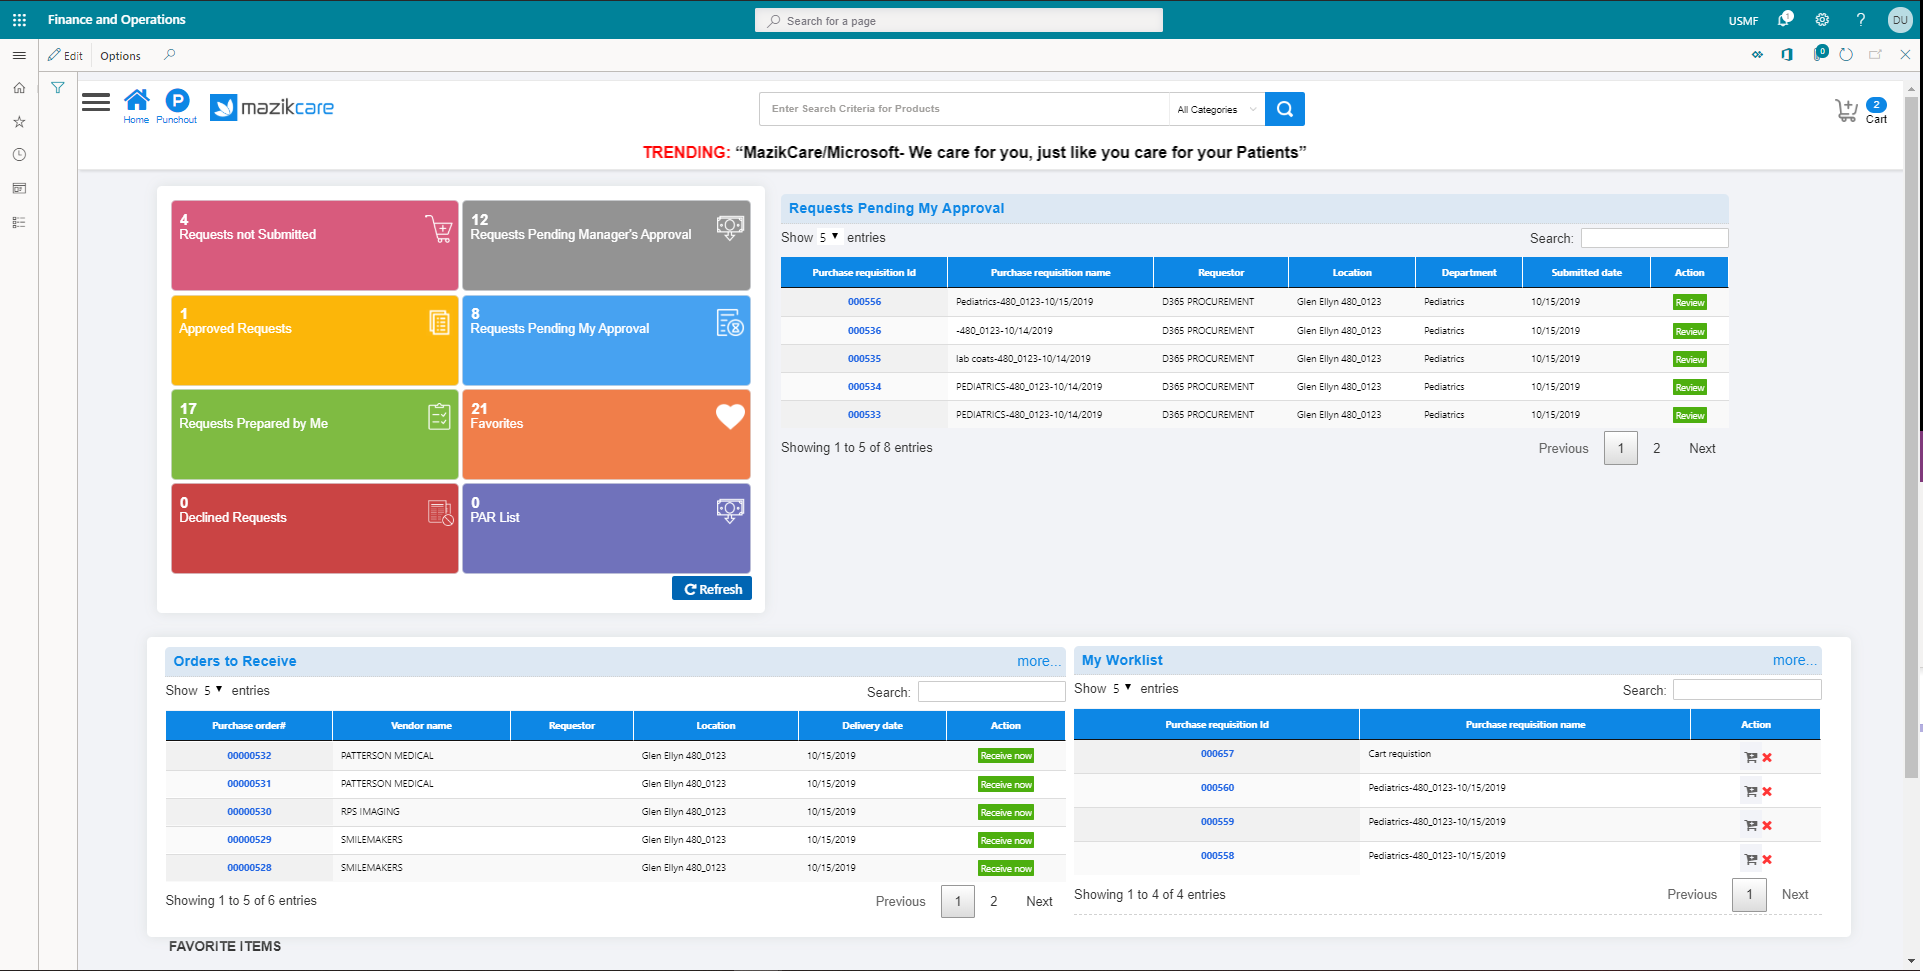 Finance and Operations
Search for a page
USMF
1
?
DU
Edit
Options
0
Home
P
Punchout
mazikcare
Enter Search Criteria for Products
All Categories
2
Cart
TRENDING: “MazikCare/Microsoft- We care for you, just like you care for your Patients”
4
Requests not Submitted
12
Requests Pending Manager's Approval
1
Approved Requests
8
Requests Pending My Approval
17
Requests Prepared by Me
21
Favorites
0
Declined Requests
0
PAR List
Refresh
Requests Pending My Approval
Show 5 entries
Search:
Purchase requisition Id Purchase requisition name Requestor Location Department Submitted date Action
000556 Pediatrics-480_0123-10/15/2019 D365 PROCUREMENT Glen Ellyn 480_0123 Pediatrics 10/15/2019 Review
000536 -480_0123-10/14/2019 D365 PROCUREMENT Glen Ellyn 480_0123 Pediatrics 10/15/2019 Review
000535 lab coats-480_0123-10/14/2019 D365 PROCUREMENT Glen Ellyn 480_0123 Pediatrics 10/15/2019 Review
000534 PEDIATRICS-480_0123-10/14/2019 D365 PROCUREMENT Glen Ellyn 480_0123 Pediatrics 10/15/2019 Review
000533 PEDIATRICS-480_0123-10/14/2019 D365 PROCUREMENT Glen Ellyn 480_0123 Pediatrics 10/15/2019 Review
Showing 1 to 5 of 8 entries
Previous 1 2 Next
Orders to Receive
more...
Show 5 entries
Search:
Purchase order# Vendor name Requestor Location Delivery date Action
00000532 PATTERSON MEDICAL Glen Ellyn 480_0123 10/15/2019 Receive now
00000531 PATTERSON MEDICAL Glen Ellyn 480_0123 10/15/2019 Receive now
00000530 RPS IMAGING Glen Ellyn 480_0123 10/15/2019 Receive now
00000529 SMILEMAKERS Glen Ellyn 480_0123 10/15/2019 Receive now
00000528 SMILEMAKERS Glen Ellyn 480_0123 10/15/2019 Receive now
Showing 1 to 5 of 6 entries
Previous 1 2 Next
My Worklist
more...
Show 5 entries
Search:
Purchase requisition Id Purchase requisition name Action
000657 Cart requistion
000560 Pediatrics-480_0123-10/15/2019
000559 Pediatrics-480_0123-10/15/2019
000558 Pediatrics-480_0123-10/15/2019
Showing 1 to 4 of 4 entries
Previous 1 Next
FAVORITE ITEMS